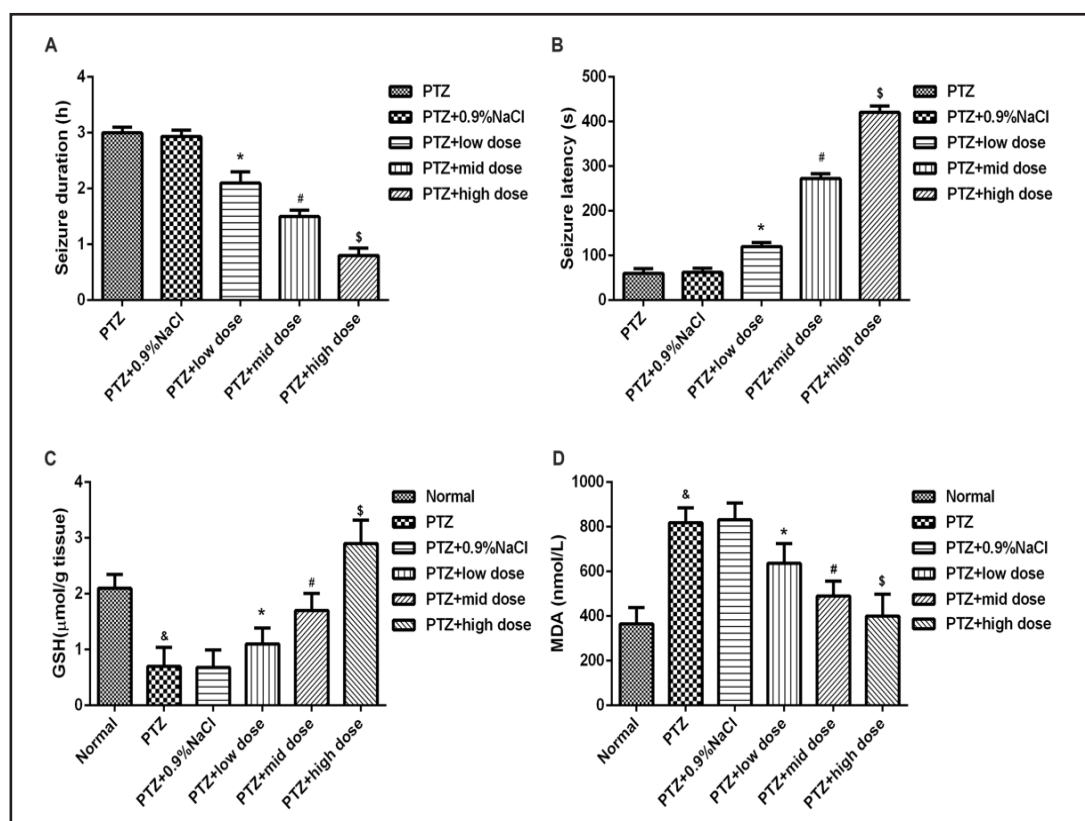 A
Seizure duration (h)
4
3
2
1
0
*
#
$
PTZ
PTZ+0.9%NaCl
PTZ+low dose
PTZ+mid dose
PTZ+high dose
PTZ
PTZ+0.9%NaCl
PTZ+low dose
PTZ+mid dose
PTZ+high dose
B
Seizure latency (s)
500
400
300
200
100
0
*
#
$
PTZ
PTZ+0.9%NaCl
PTZ+low dose
PTZ+mid dose
PTZ+high dose
PTZ
PTZ+0.9%NaCl
PTZ+low dose
PTZ+mid dose
PTZ+high dose
C
GSH(μmol/g tissue)
4
3
2
1
0
&
*
#
$
Normal
PTZ
PTZ+0.9%NaCl
PTZ+low dose
PTZ+mid dose
PTZ+high dose
Normal
PTZ
PTZ+0.9%NaCl
PTZ+low dose
PTZ+mid dose
PTZ+high dose
D
MDA (nmol/L)
1000
800
600
400
200
0
&
*
#
$
Normal
PTZ
PTZ+0.9%NaCl
PTZ+low dose
PTZ+mid dose
PTZ+high dose
Normal
PTZ
PTZ+0.9%NaCl
PTZ+low dose
PTZ+mid dose
PTZ+high dose